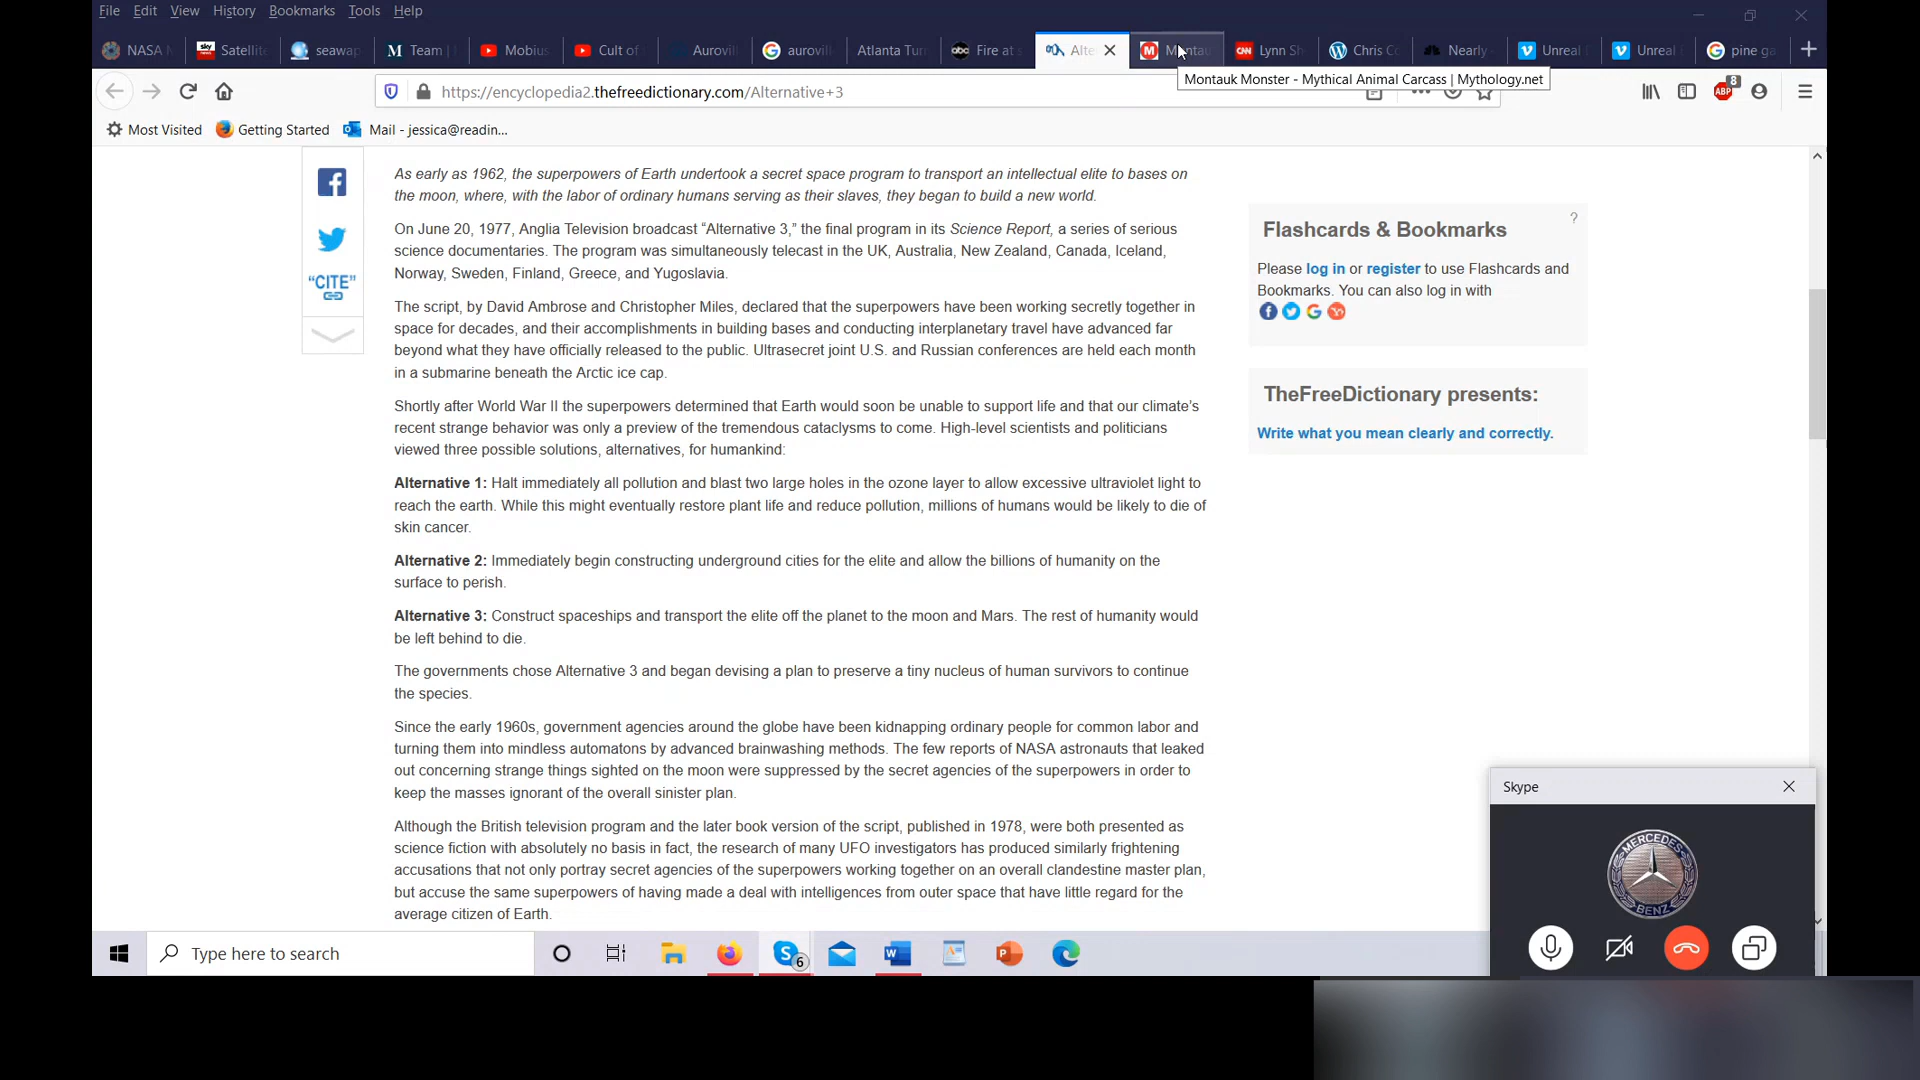 File Edit View History Bookmarks Tools Help
NASA Satellite seawap Team Mobius Cult of Aurovill aurovill Atlanta Tur Fire at Alte Montau Lynn Sh Chris Co Nearly Unreal Unreal pine ga
Montauk Monster - Mythical Animal Carcass | Mythology.net
https://encyclopedia2.thefreedictionary.com/Alternative+3
ABP 8
Most Visited Getting Started Mail - jessica@readin...
As early as 1962, the superpowers of Earth undertook a secret space program to transport an intellectual elite to bases on
the moon, where, with the labor of ordinary humans serving as their slaves, they began to build a new world.
On June 20, 1977, Anglia Television broadcast “Alternative 3,” the final program in its Science Report, a series of serious
science documentaries. The program was simultaneously telecast in the UK, Australia, New Zealand, Canada, Iceland,
Norway, Sweden, Finland, Greece, and Yugoslavia.
“CITE”
The script, by David Ambrose and Christopher Miles, declared that the superpowers have been working secretly together in
space for decades, and their accomplishments in building bases and conducting interplanetary travel have advanced far
beyond what they have officially released to the public. Ultrasecret joint U.S. and Russian conferences are held each month
in a submarine beneath the Arctic ice cap.
Shortly after World War II the superpowers determined that Earth would soon be unable to support life and that our climate’s
recent strange behavior was only a preview of the tremendous cataclysms to come. High-level scientists and politicians
viewed three possible solutions, alternatives, for humankind:
Alternative 1: Halt immediately all pollution and blast two large holes in the ozone layer to allow excessive ultraviolet light to
reach the earth. While this might eventually restore plant life and reduce pollution, millions of humans would be likely to die of
skin cancer.
Alternative 2: Immediately begin constructing underground cities for the elite and allow the billions of humanity on the
surface to perish.
Alternative 3: Construct spaceships and transport the elite off the planet to the moon and Mars. The rest of humanity would
be left behind to die.
The governments chose Alternative 3 and began devising a plan to preserve a tiny nucleus of human survivors to continue
the species.
Since the early 1960s, government agencies around the globe have been kidnapping ordinary people for common labor and
turning them into mindless automatons by advanced brainwashing methods. The few reports of NASA astronauts that leaked
out concerning strange things sighted on the moon were suppressed by the secret agencies of the superpowers in order to
keep the masses ignorant of the overall sinister plan.
Although the British television program and the later book version of the script, published in 1978, were both presented as
science fiction with absolutely no basis in fact, the research of many UFO investigators has produced similarly frightening
accusations that not only portray secret agencies of the superpowers working together on an overall clandestine master plan,
but accuse the same superpowers of having made a deal with intelligences from outer space that have little regard for the
average citizen of Earth.
Flashcards & Bookmarks ?
Please log in or register to use Flashcards and
Bookmarks. You can also log in with
TheFreeDictionary presents:
Write what you mean clearly and correctly.
Skype
MERCEDES
BENZ
Type here to search
6